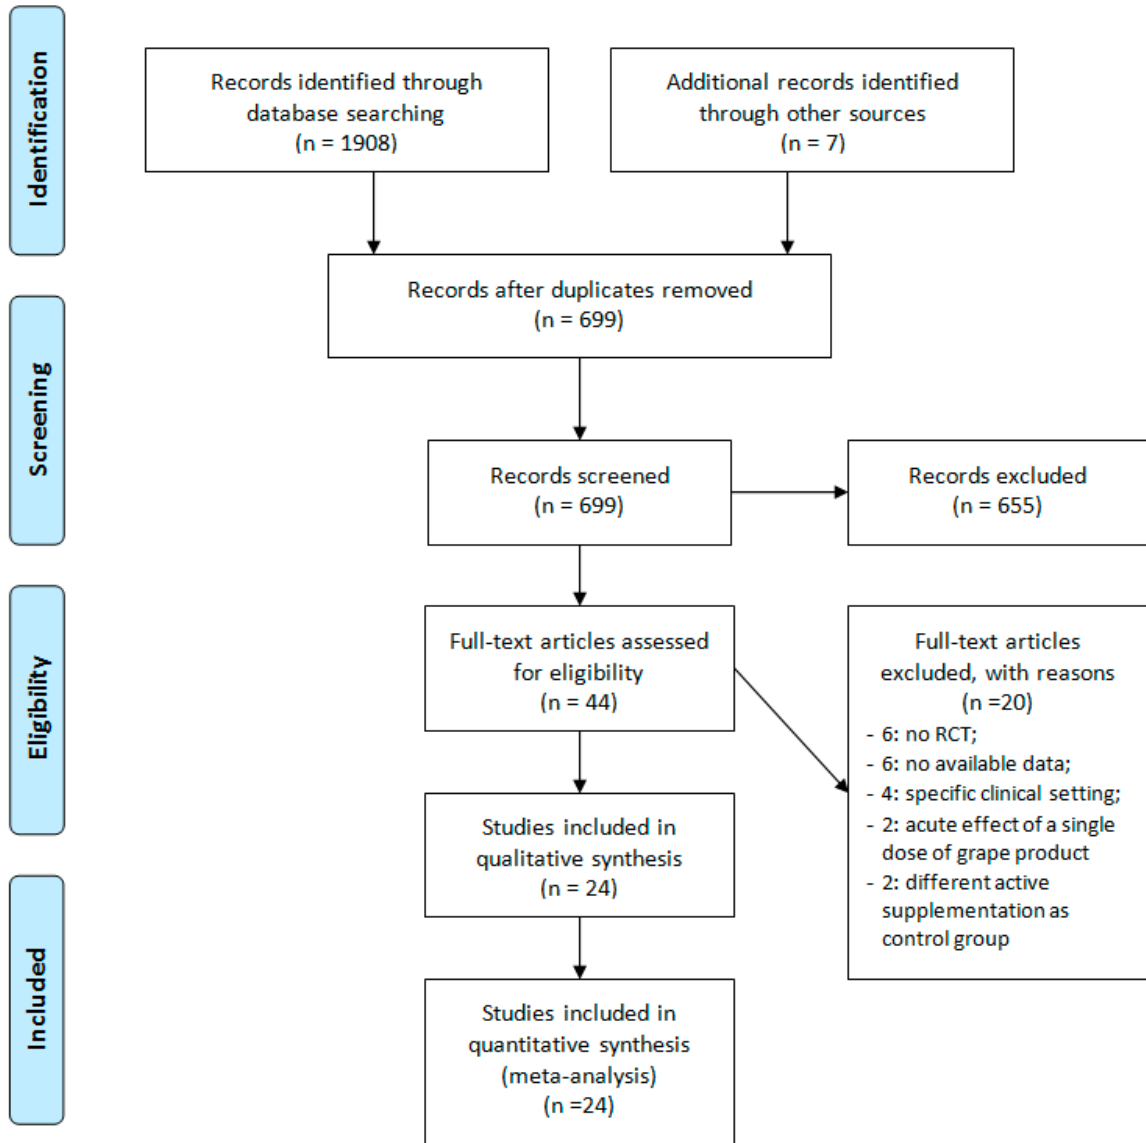 Identification
Records identified through
database searching
(n = 1908)
Additional records identified
through other sources
(n = 7)
Records after duplicates removed
(n = 699)
Screening
Records screened
(n = 699)
Records excluded
(n = 655)
Eligibility
Full-text articles assessed
for eligibility
(n = 44)
Full-text articles
excluded, with reasons
(n =20)
- 6: no RCT;
- 6: no available data;
- 4: specific clinical setting;
- 2: acute effect of a single
dose of grape product
- 2: different active
supplementation as
control group
Studies included in
qualitative synthesis
(n = 24)
Included
Studies included in
quantitative synthesis
(meta-analysis)
(n =24)